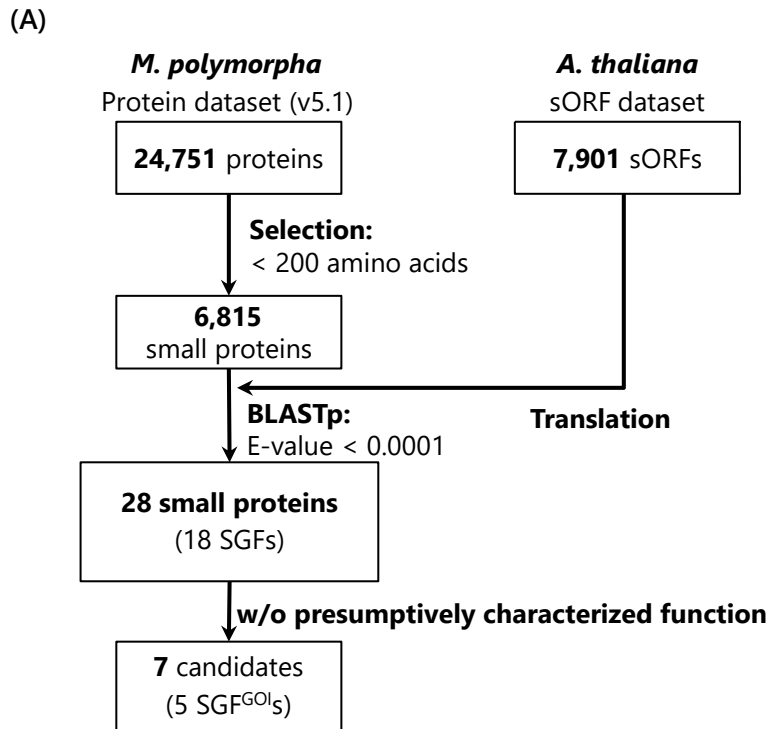 (A)
M. polymorpha
Protein dataset (v5.1)
24,751 proteins
A. thaliana
sORF dataset
7,901 sORFs
Selection:
< 200 amino acids
6,815
small proteins
BLASTp:
E-value < 0.0001
Translation
28 small proteins
(18 SGFs)
w/o presumptively characterized function
7 candidates
(5 SGFᴳᴼᴵs)